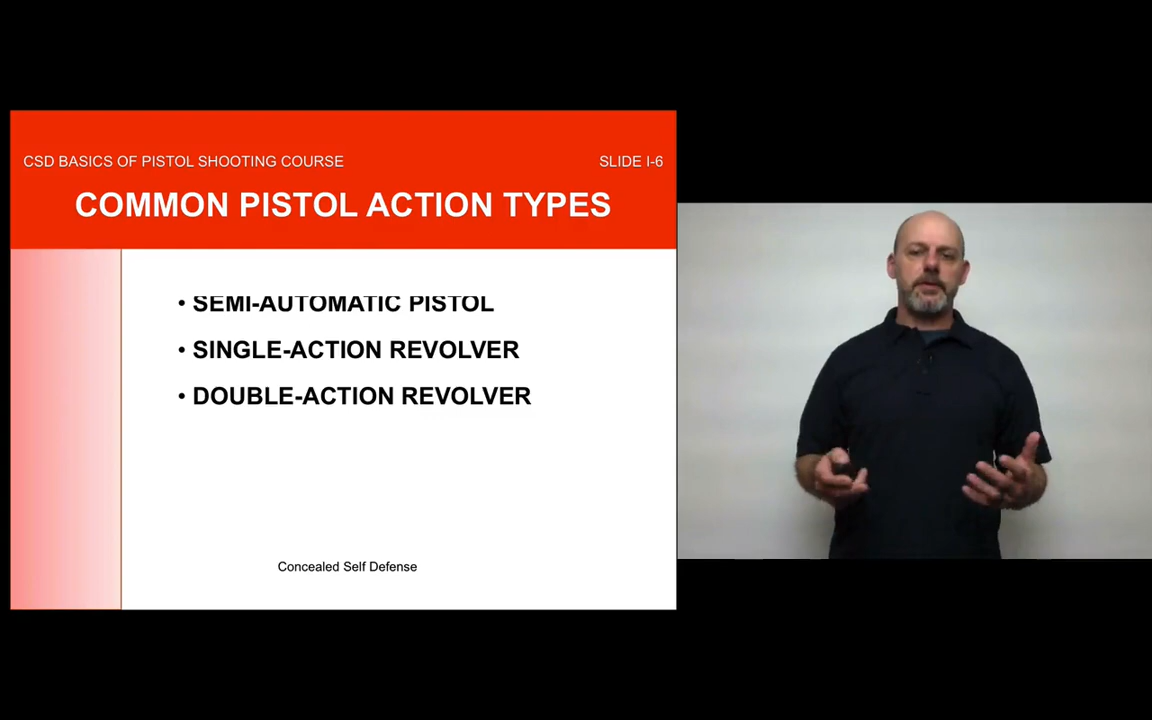 CSD BASICS OF PISTOL SHOOTING COURSE
SLIDE I-6
COMMON PISTOL ACTION TYPES
• SEMI-AUTOMATIC PISTOL
• SINGLE-ACTION REVOLVER
• DOUBLE-ACTION REVOLVER
Concealed Self Defense